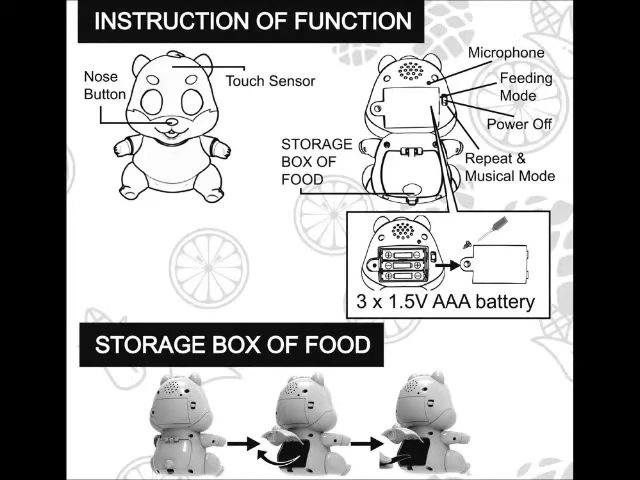 INSTRUCTION OF FUNCTION
Nose
Button
Touch Sensor
Microphone
Feeding
Mode
Power Off
Repeat &
Musical Mode
STORAGE
BOX OF
FOOD
3 x 1.5V AAA battery
STORAGE BOX OF FOOD